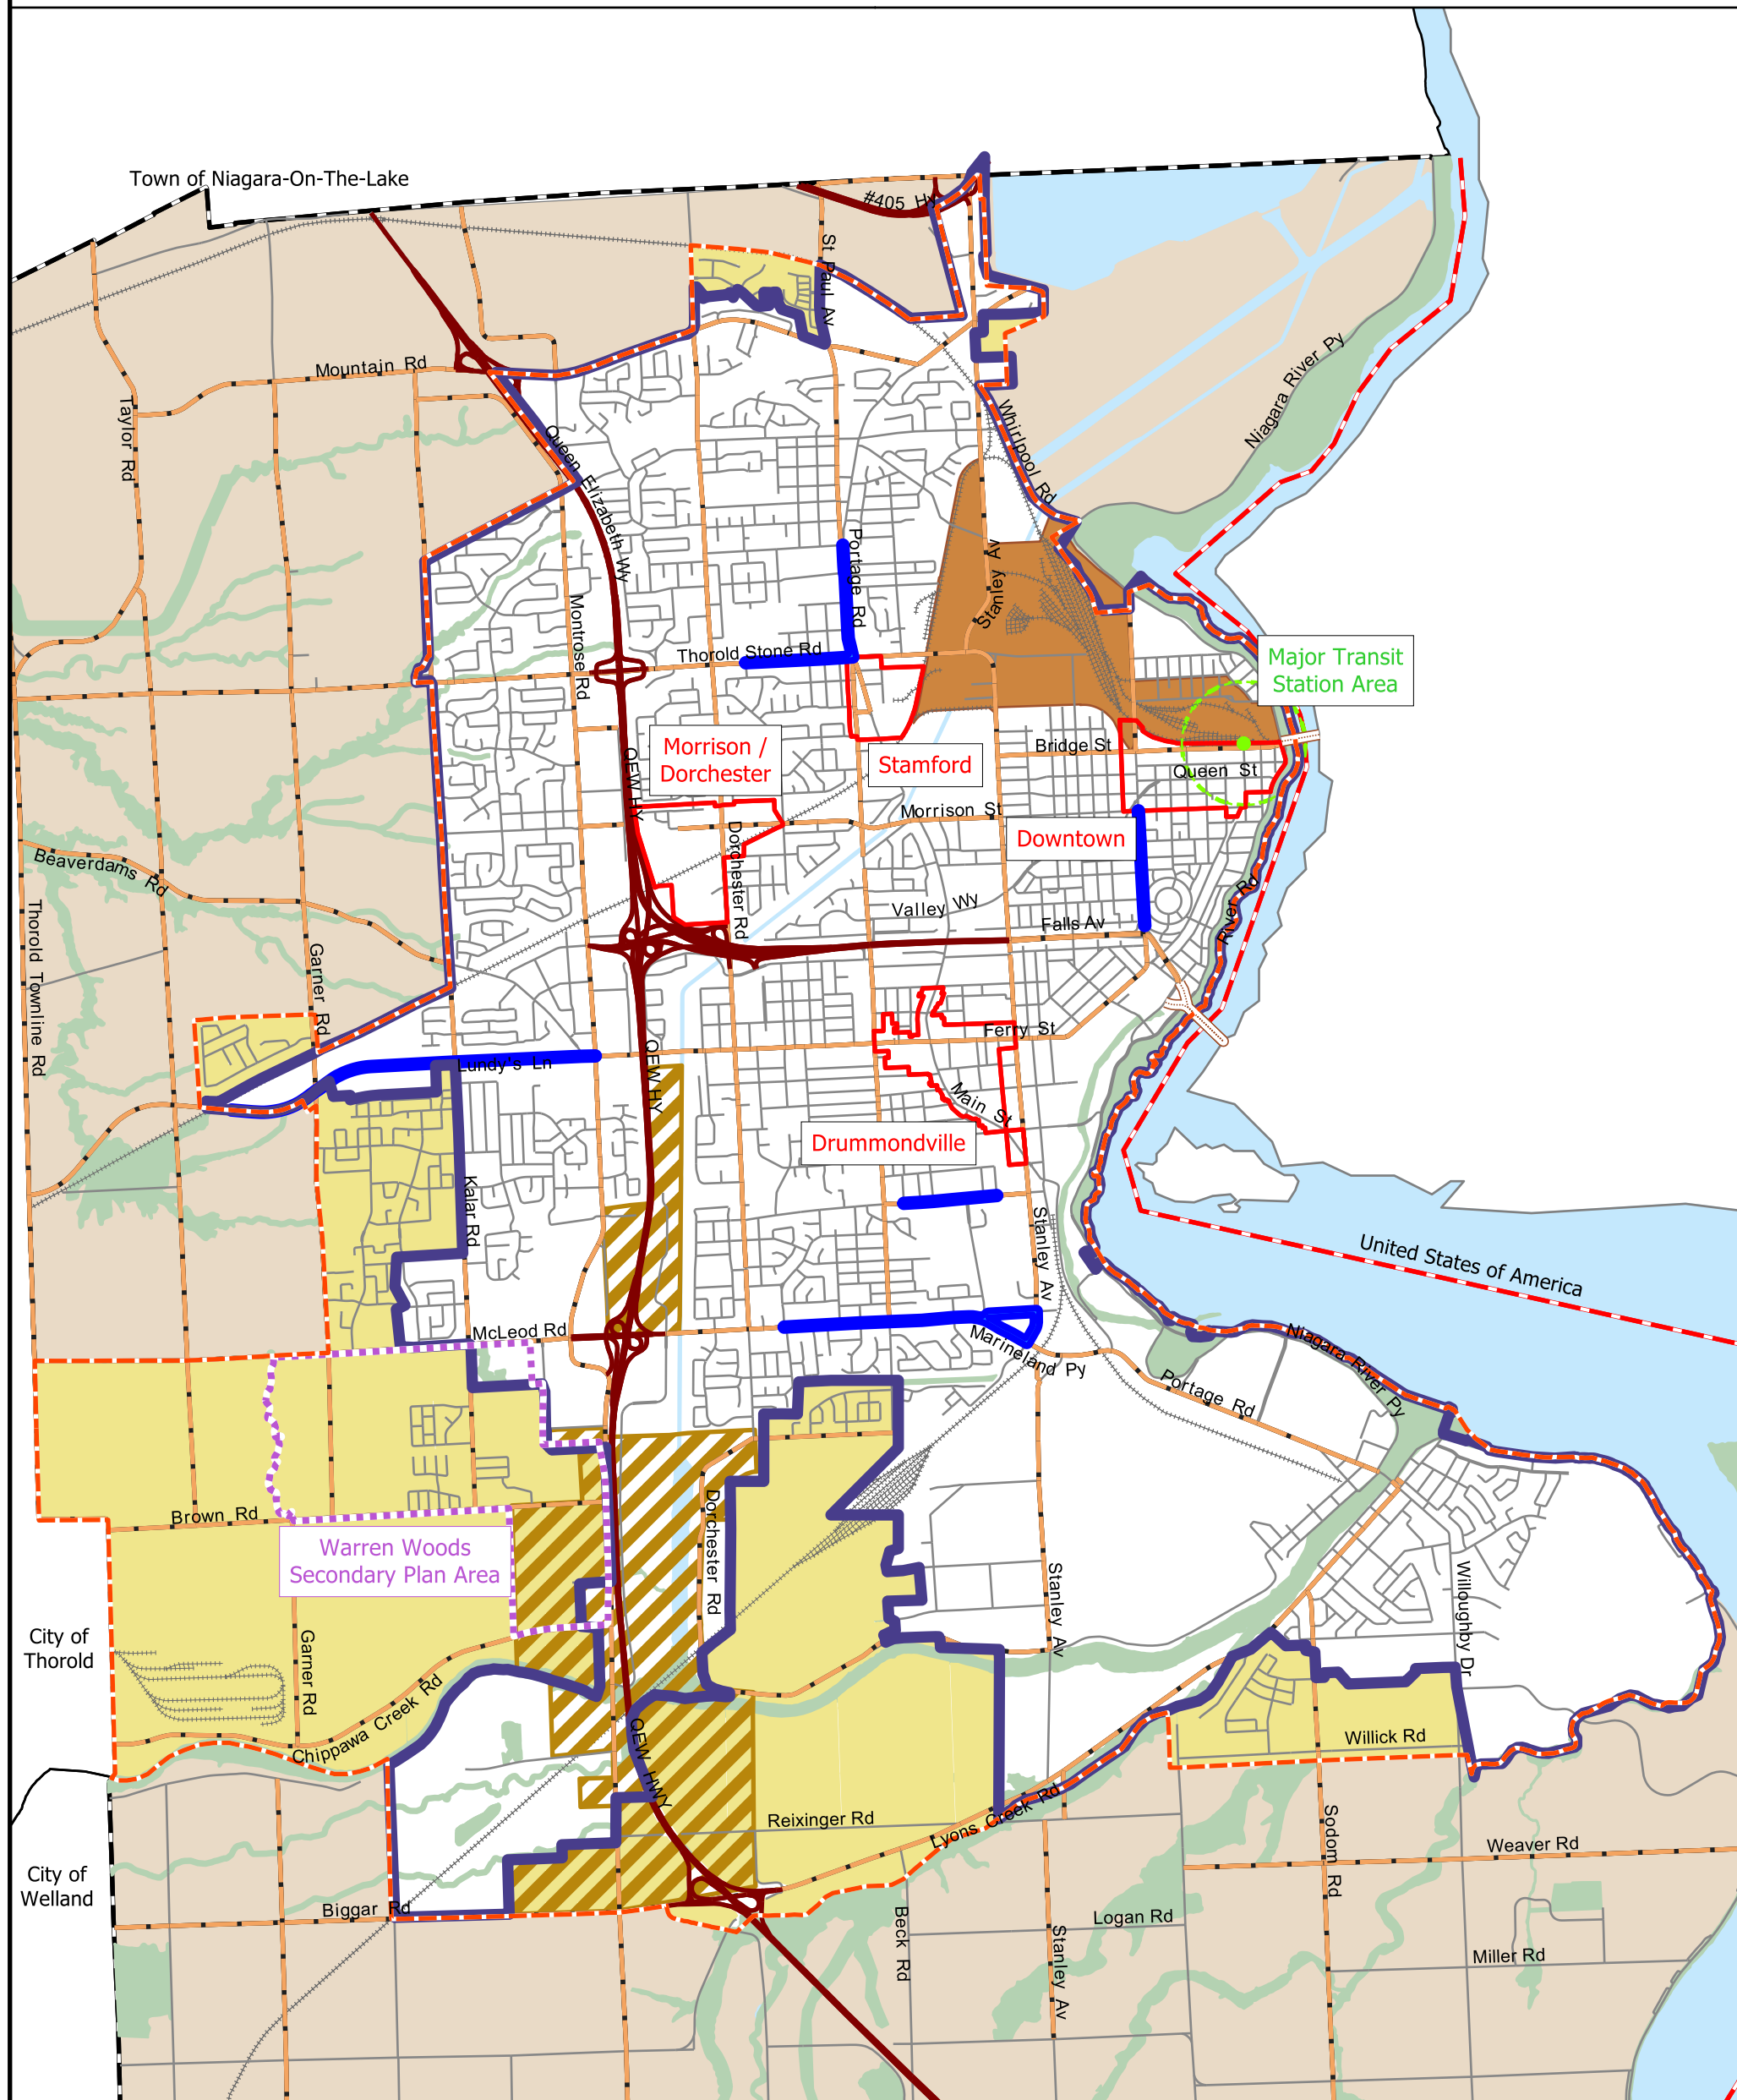 Town of Niagara-On-The-Lake
#405 Hy
St Paul Av
Mountain Rd
Niagara River Py
Taylor Rd
Queen Elizabeth Wy
Whirlpool Rd
Portage Rd
Stanley Av
Montrose Rd
Thorold Stone Rd
Major Transit
Station Area
Morrison /
Dorchester
Stamford
Bridge St
Queen St
QEW HY
Morrison St
Downtown
Dorchester Rd
Beaverdams Rd
Thorold Townline Rd
Valley Wy
Falls Av
River Rd
Garner Rd
Ferry St
Lundy's Ln
QEW HY
Main St
Drummondville
Kalar Rd
Stanley Av
United States of America
McLeod Rd
Marineland Py
Niagara River Py
Portage Rd
Brown Rd
Dorchester Rd
Warren Woods
Secondary Plan Area
Stanley Av
Willoughby Dr
City of
Thorold
Garner Rd
Chippawa Creek Rd
QEW HWY
Willick Rd
Reixinger Rd
Lyons Creek Rd
Sodom Rd
Weaver Rd
City of
Welland
Biggar Rd
Beck Rd
Logan Rd
Stanley Av
Miller Rd